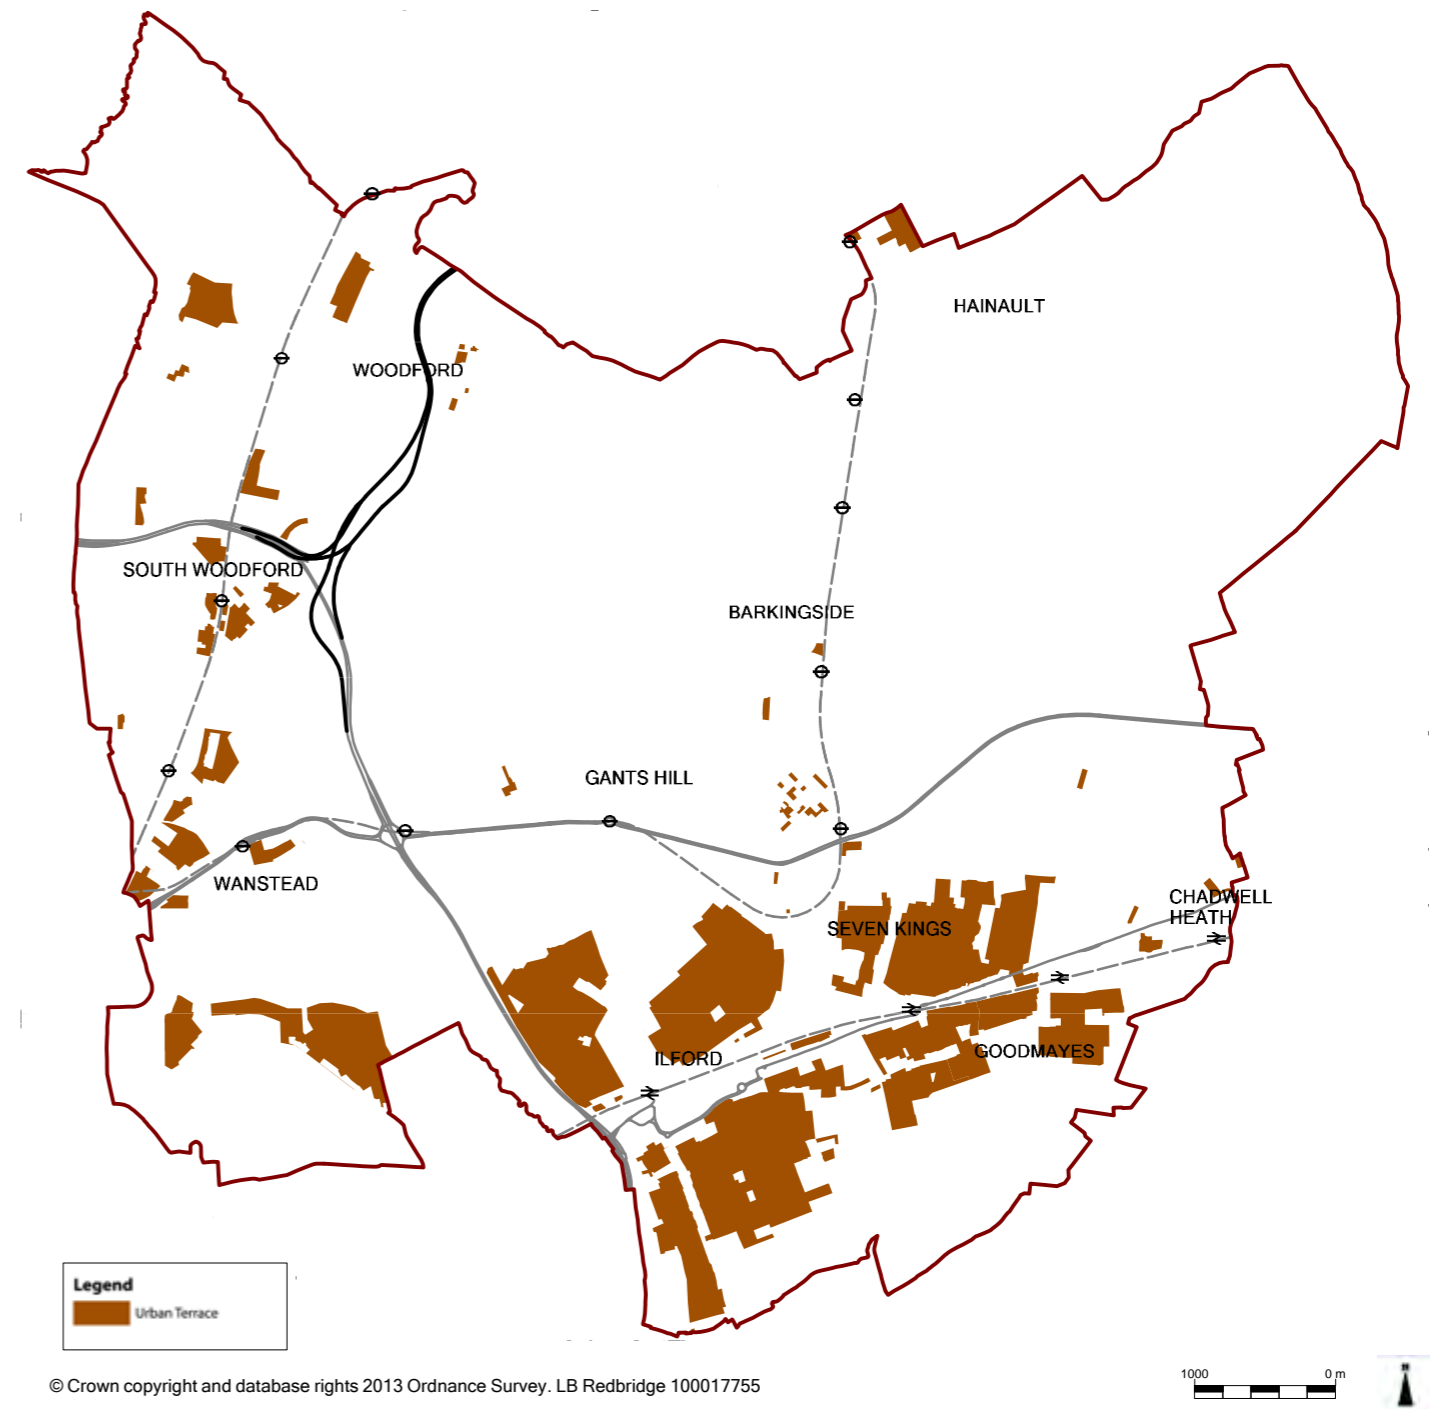 HAINAULT
WOODFORD
SOUTH WOODFORD
BARKINGSIDE
GANTS HILL
WANSTEAD
CHADWELL
HEATH
SEVEN KINGS
GOODMAYES
ILFORD
Legend
Urban Terrace
© Crown copyright and database rights 2013 Ordnance Survey. LB Redbridge 100017755
1000 0 m
N